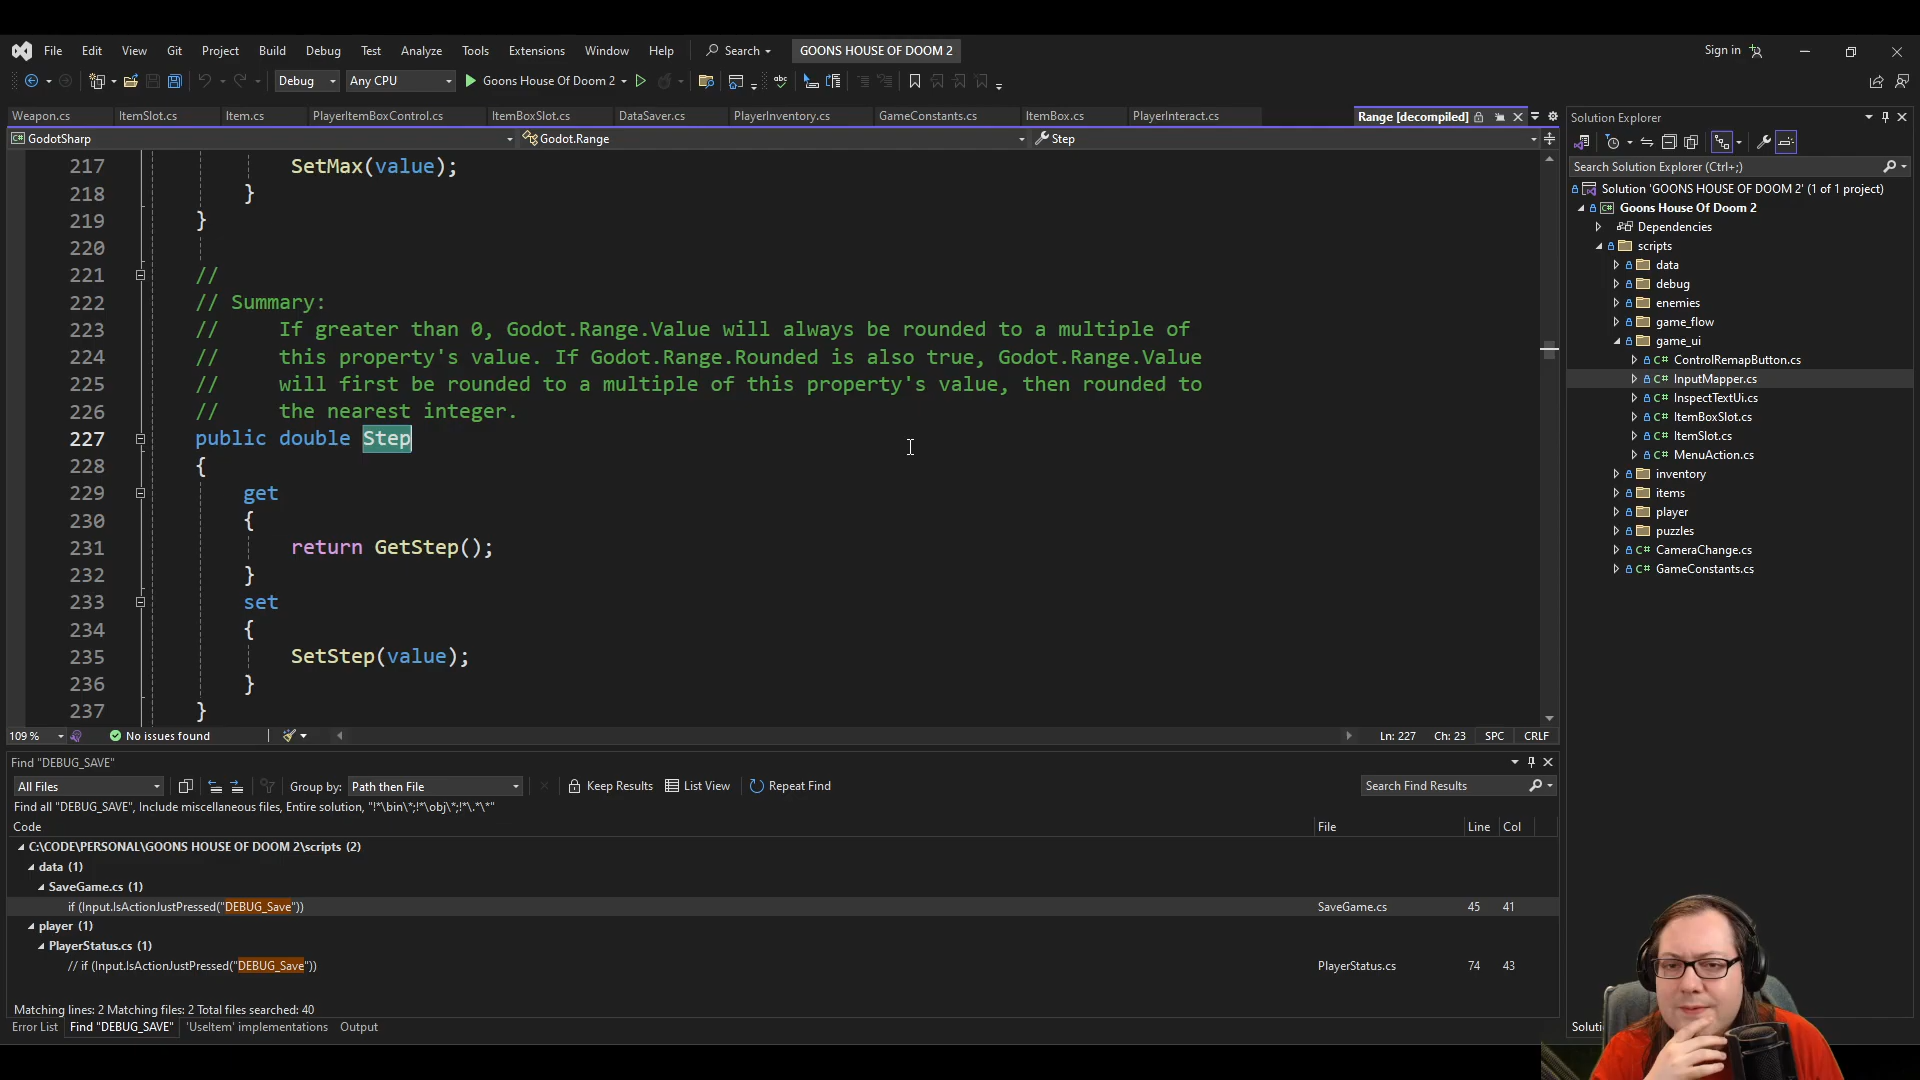 File Edit View Git Project Build Debug Test Analyze Tools Extensions Window Help Search GOONS HOUSE OF DOOM 2 Sign in
Debug Any CPU Goons House Of Doom 2
Weapon.cs ItemSlot.cs Item.cs PlayerItemBoxControl.cs ItemBoxSlot.cs DataSaver.cs PlayerInventory.cs GameConstants.cs ItemBox.cs PlayerInteract.cs Range [decompiled]
GodotSharp Godot.Range Step
217 SetMax(value);
218 }
219 }
220
221 //
222 // Summary:
223 // If greater than 0, Godot.Range.Value will always be rounded to a multiple of
224 // this property's value. If Godot.Range.Rounded is also true, Godot.Range.Value
225 // will first be rounded to a multiple of this property's value, then rounded to
226 // the nearest integer.
227 public double Step
228 {
229 get
230 {
231 return GetStep();
232 }
233 set
234 {
235 SetStep(value);
236 }
237 }
109 % No issues found Ln: 227 Ch: 23 SPC CRLF
Find "DEBUG_SAVE"
All Files Group by: Path then File Keep Results List View Repeat Find Search Find Results
Find all "DEBUG_SAVE", Include miscellaneous files, Entire solution, "!*\bin\*;!*\obj\*;!*\.*\*"
Code File Line Col
C:\CODE\PERSONAL\GOONS HOUSE OF DOOM 2\scripts (2)
data (1)
SaveGame.cs (1)
if (Input.IsActionJustPressed("DEBUG_Save")) SaveGame.cs 45 41
player (1)
PlayerStatus.cs (1)
// if (Input.IsActionJustPressed("DEBUG_Save")) PlayerStatus.cs 74 43
Matching lines: 2 Matching files: 2 Total files searched: 40
Error List Find "DEBUG_SAVE" 'UseItem' implementations Output
Solution Explorer
Search Solution Explorer (Ctrl+;)
Solution 'GOONS HOUSE OF DOOM 2' (1 of 1 project)
Goons House Of Doom 2
Dependencies
scripts
data
debug
enemies
game_flow
game_ui
C# ControlRemapButton.cs
C# InputMapper.cs
C# InspectTextUi.cs
C# ItemBoxSlot.cs
C# ItemSlot.cs
C# MenuAction.cs
inventory
items
player
puzzles
C# CameraChange.cs
C# GameConstants.cs